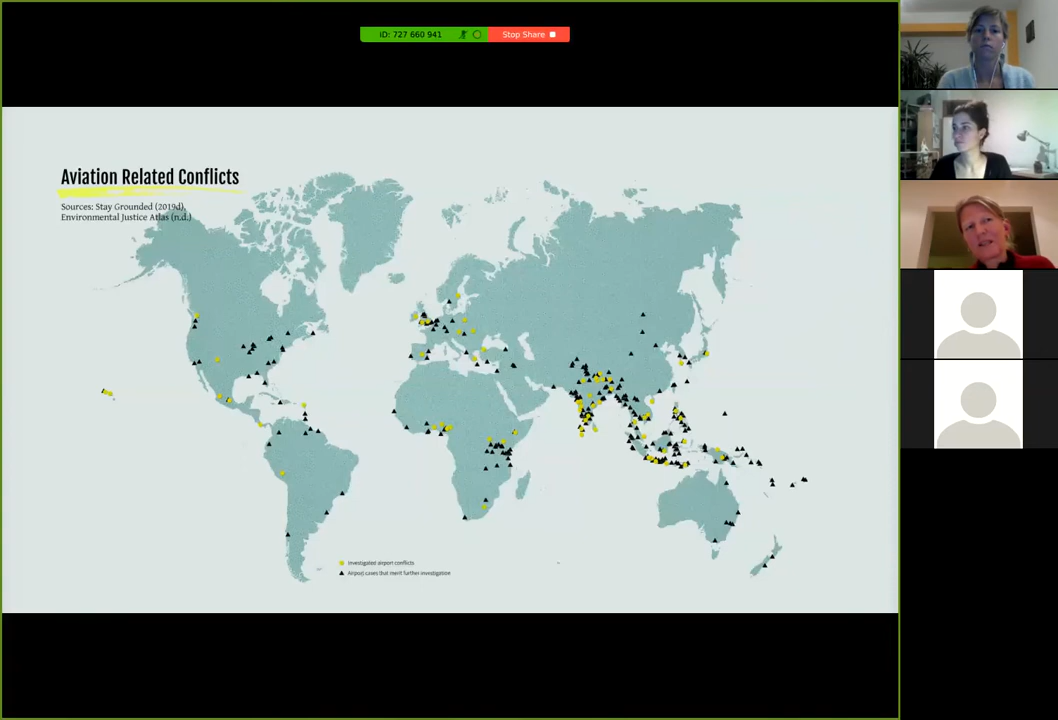 ID: 727 660 941
Stop Share
Aviation Related Conflicts
Sources: Stay Grounded (2019d),
Environmental Justice Atlas (n.d.)
Investigated airport conflicts
Airport cases that merit further investigation